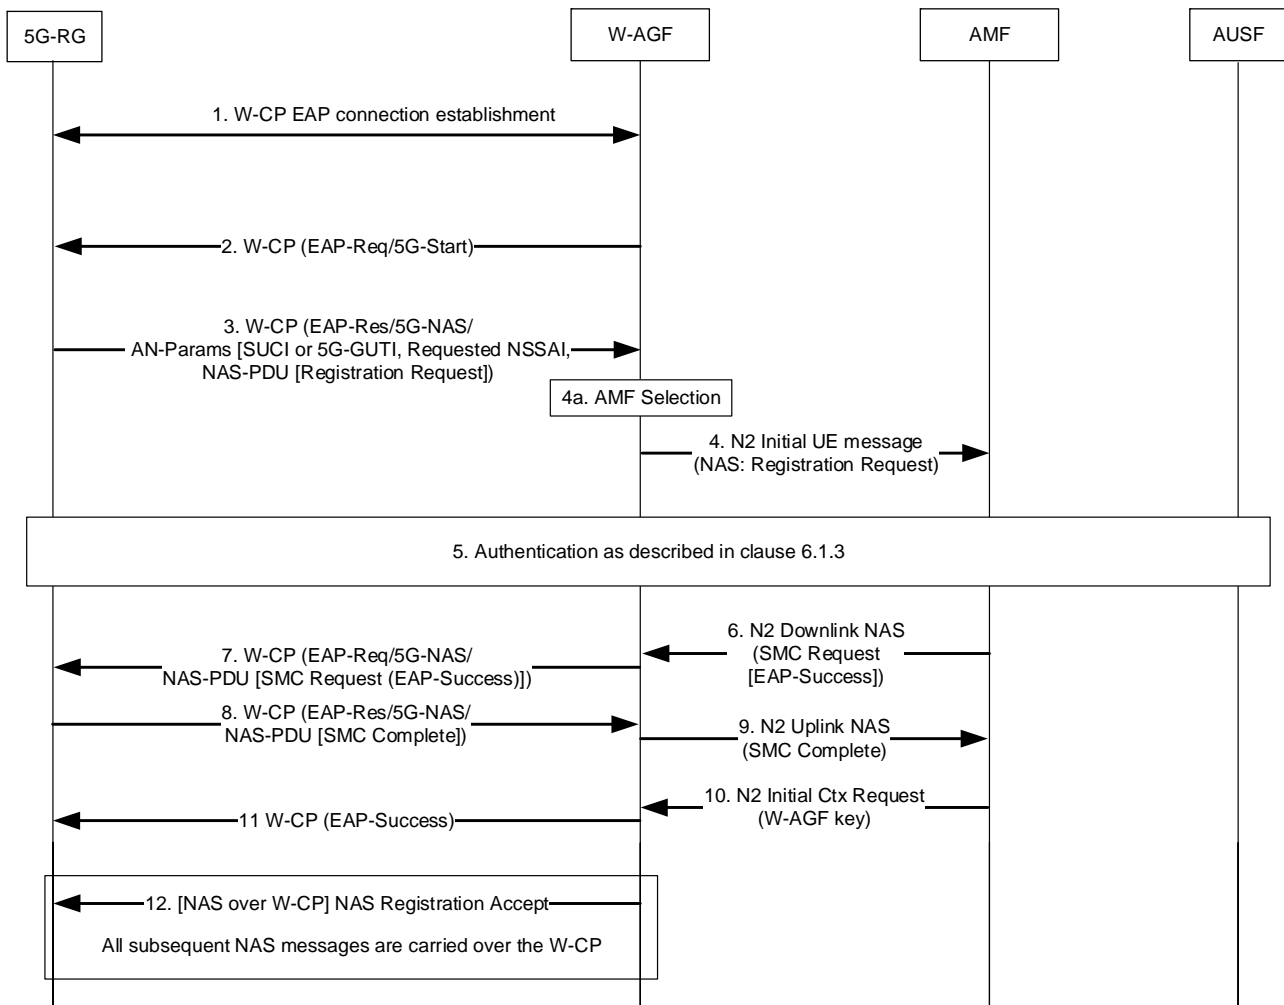 5G-RG
W-AGF
AMF
AUSF
1. W-CP EAP connection establishment
2. W-CP (EAP-Req/5G-Start)
3. W-CP (EAP-Res/5G-NAS/
AN-Params [SUCI or 5G-GUTI, Requested NSSAI,
NAS-PDU [Registration Request])
4a. AMF Selection
4. N2 Initial UE message
(NAS: Registration Request)
5. Authentication as described in clause 6.1.3
6. N2 Downlink NAS
(SMC Request
[EAP-Success])
7. W-CP (EAP-Req/5G-NAS/
NAS-PDU [SMC Request (EAP-Success)])
8. W-CP (EAP-Res/5G-NAS/
NAS-PDU [SMC Complete])
9. N2 Uplink NAS
(SMC Complete)
10. N2 Initial Ctx Request
(W-AGF key)
11 W-CP (EAP-Success)
12. [NAS over W-CP] NAS Registration Accept
All subsequent NAS messages are carried over the W-CP